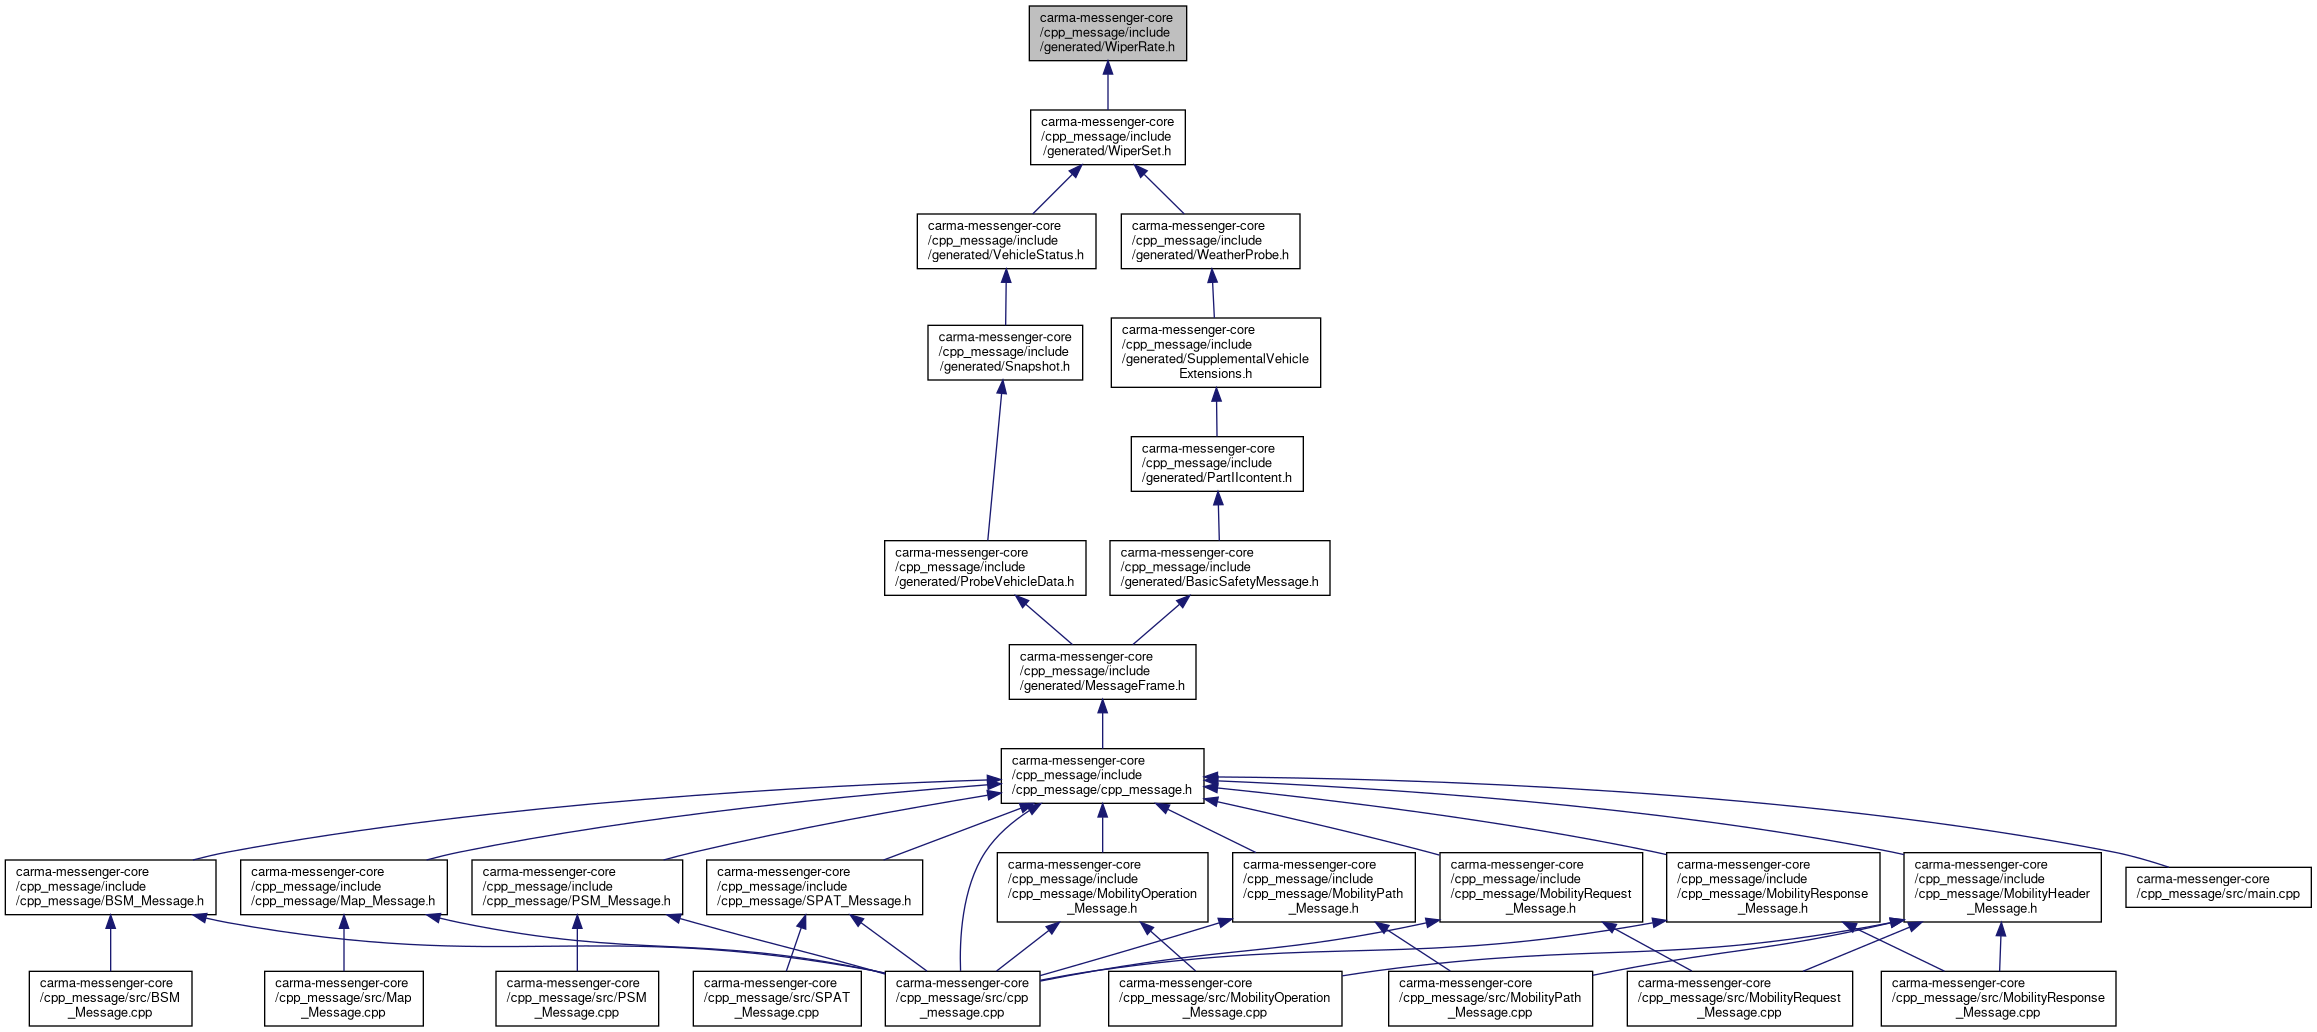 carma-messenger-core
/cpp_message/include
/generated/WiperRate.h
carma-messenger-core
/cpp_message/include
/generated/WiperSet.h
carma-messenger-core
/cpp_message/include
/generated/VehicleStatus.h
carma-messenger-core
/cpp_message/include
/generated/WeatherProbe.h
carma-messenger-core
/cpp_message/include
/generated/Snapshot.h
carma-messenger-core
/cpp_message/include
/generated/SupplementalVehicle
Extensions.h
carma-messenger-core
/cpp_message/include
/generated/PartIIcontent.h
carma-messenger-core
/cpp_message/include
/generated/ProbeVehicleData.h
carma-messenger-core
/cpp_message/include
/generated/BasicSafetyMessage.h
carma-messenger-core
/cpp_message/include
/generated/MessageFrame.h
carma-messenger-core
/cpp_message/include
/cpp_message/cpp_message.h
carma-messenger-core
/cpp_message/include
/cpp_message/BSM_Message.h
carma-messenger-core
/cpp_message/include
/cpp_message/Map_Message.h
carma-messenger-core
/cpp_message/include
/cpp_message/PSM_Message.h
carma-messenger-core
/cpp_message/include
/cpp_message/SPAT_Message.h
carma-messenger-core
/cpp_message/include
/cpp_message/MobilityOperation
_Message.h
carma-messenger-core
/cpp_message/include
/cpp_message/MobilityPath
_Message.h
carma-messenger-core
/cpp_message/include
/cpp_message/MobilityRequest
_Message.h
carma-messenger-core
/cpp_message/include
/cpp_message/MobilityResponse
_Message.h
carma-messenger-core
/cpp_message/include
/cpp_message/MobilityHeader
_Message.h
carma-messenger-core
/cpp_message/src/main.cpp
carma-messenger-core
/cpp_message/src/BSM
_Message.cpp
carma-messenger-core
/cpp_message/src/Map
_Message.cpp
carma-messenger-core
/cpp_message/src/PSM
_Message.cpp
carma-messenger-core
/cpp_message/src/SPAT
_Message.cpp
carma-messenger-core
/cpp_message/src/cpp
_message.cpp
carma-messenger-core
/cpp_message/src/MobilityOperation
_Message.cpp
carma-messenger-core
/cpp_message/src/MobilityPath
_Message.cpp
carma-messenger-core
/cpp_message/src/MobilityRequest
_Message.cpp
carma-messenger-core
/cpp_message/src/MobilityResponse
_Message.cpp